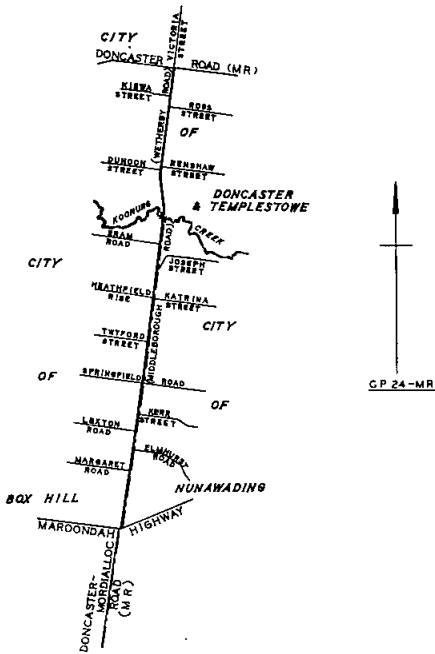 CITY
VICTORIA
STREET
DONCASTER ROAD (MR)
KIEWA
STREET
ROSS
STREET
(WETHERBY ROAD)
OF
DUNOON
STREET
RENSHAW
STREET
DONCASTER
& TEMPLESTOWE
KOONUNG CREEK
ERAM
ROAD
JOSEPH
STREET
CITY
HEATHFIELD
RISE
KATRINA
STREET
CITY
TWYFORD
STREET
(MIDDLEBOROUGH ROAD)
SPRINGFIELD ROAD
OF
OF
KERR
STREET
LEXTON
ROAD
ELMHURST
ROAD
MARGARET
ROAD
NUNAWADING
BOX HILL
MAROONDAH HIGHWAY
DONCASTER-
MORDIALLOC
ROAD
(MR)
GP 24-MR